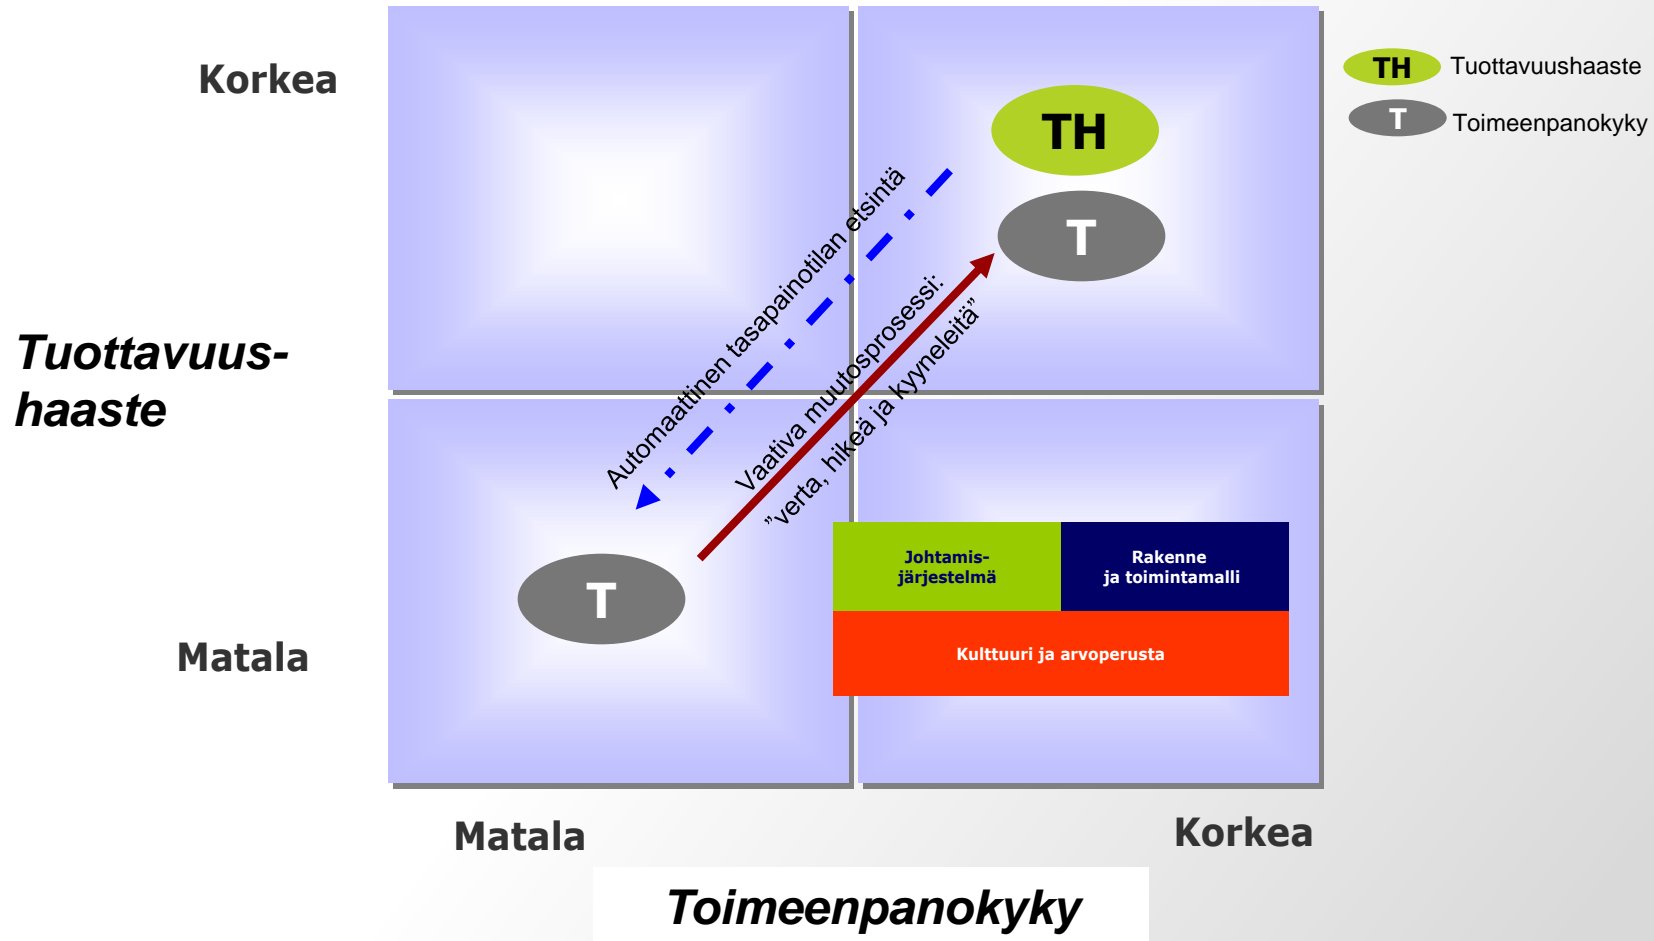 Korkea
TH
Tuottavuushaaste
T
Toimeenpanokyky
TH
T
Automaattinen tasapainotilan etsintä
Vaativa muutosprosessi:
”verta, hikeä ja kyyneleitä”
Tuottavuus-
haaste
T
Johtamis-
järjestelmä
Rakenne
ja toimintamalli
Kulttuuri ja arvoperusta
Matala
Matala
Korkea
Toimeenpanokyky